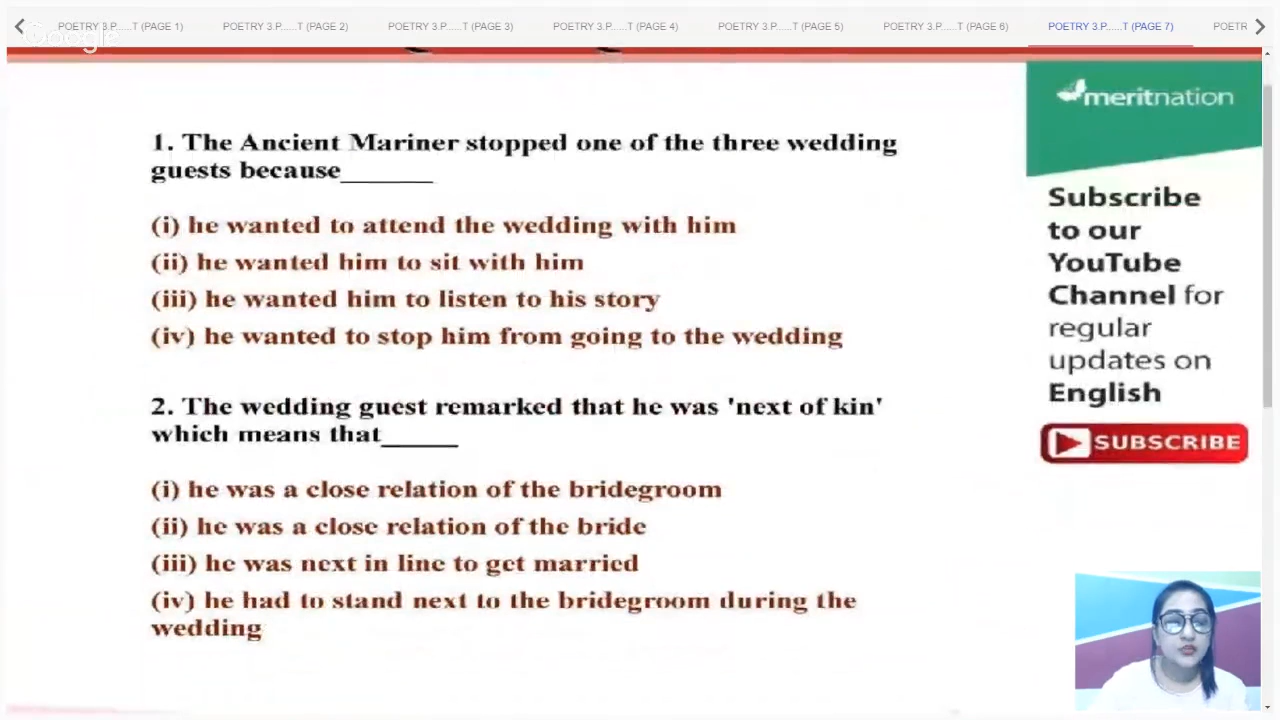 POETRY 3.P......T (PAGE 1) POETRY 3.P......T (PAGE 2) POETRY 3.P......T (PAGE 3) POETRY 3.P......T (PAGE 4) POETRY 3.P......T (PAGE 5) POETRY 3.P......T (PAGE 6) POETRY 3.P......T (PAGE 7) POETR
Google
meritnation
1. The Ancient Mariner stopped one of the three wedding
guests because______
(i) he wanted to attend the wedding with him
(ii) he wanted him to sit with him
(iii) he wanted him to listen to his story
(iv) he wanted to stop him from going to the wedding
2. The wedding guest remarked that he was 'next of kin'
which means that_____
(i) he was a close relation of the bridegroom
(ii) he was a close relation of the bride
(iii) he was next in line to get married
(iv) he had to stand next to the bridegroom during the
wedding
Subscribe
to our
YouTube
Channel for
regular
updates on
English
SUBSCRIBE